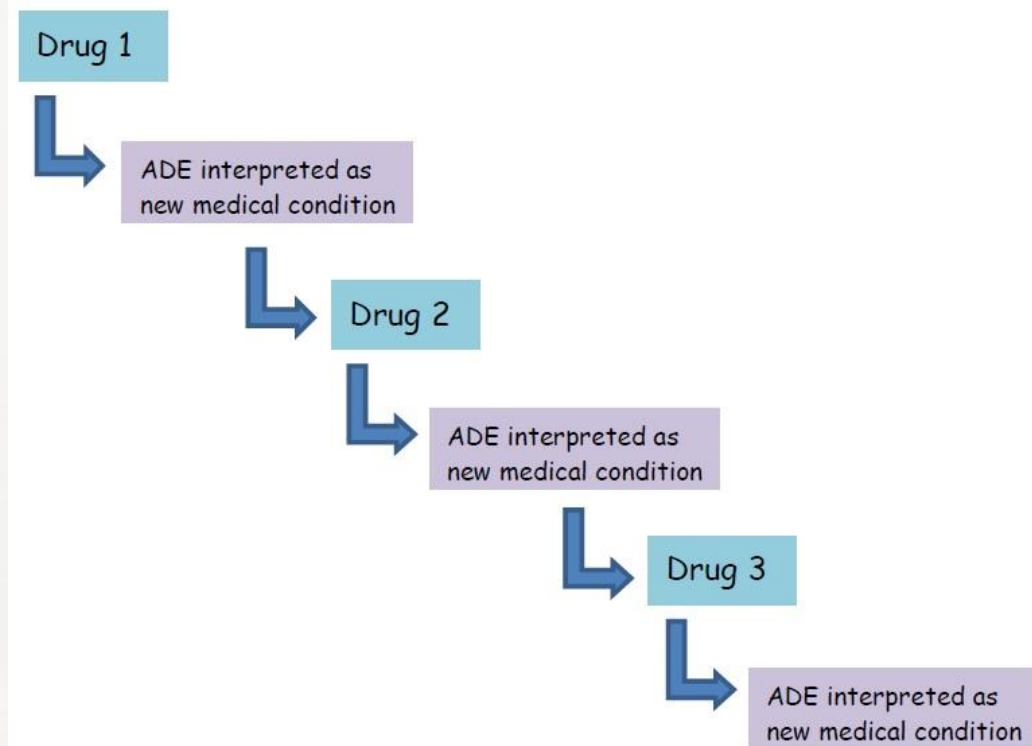 Drug 1
ADE interpreted as
new medical condition
Drug 2
ADE interpreted as
new medical condition
Drug 3
ADE interpreted as
new medical condition